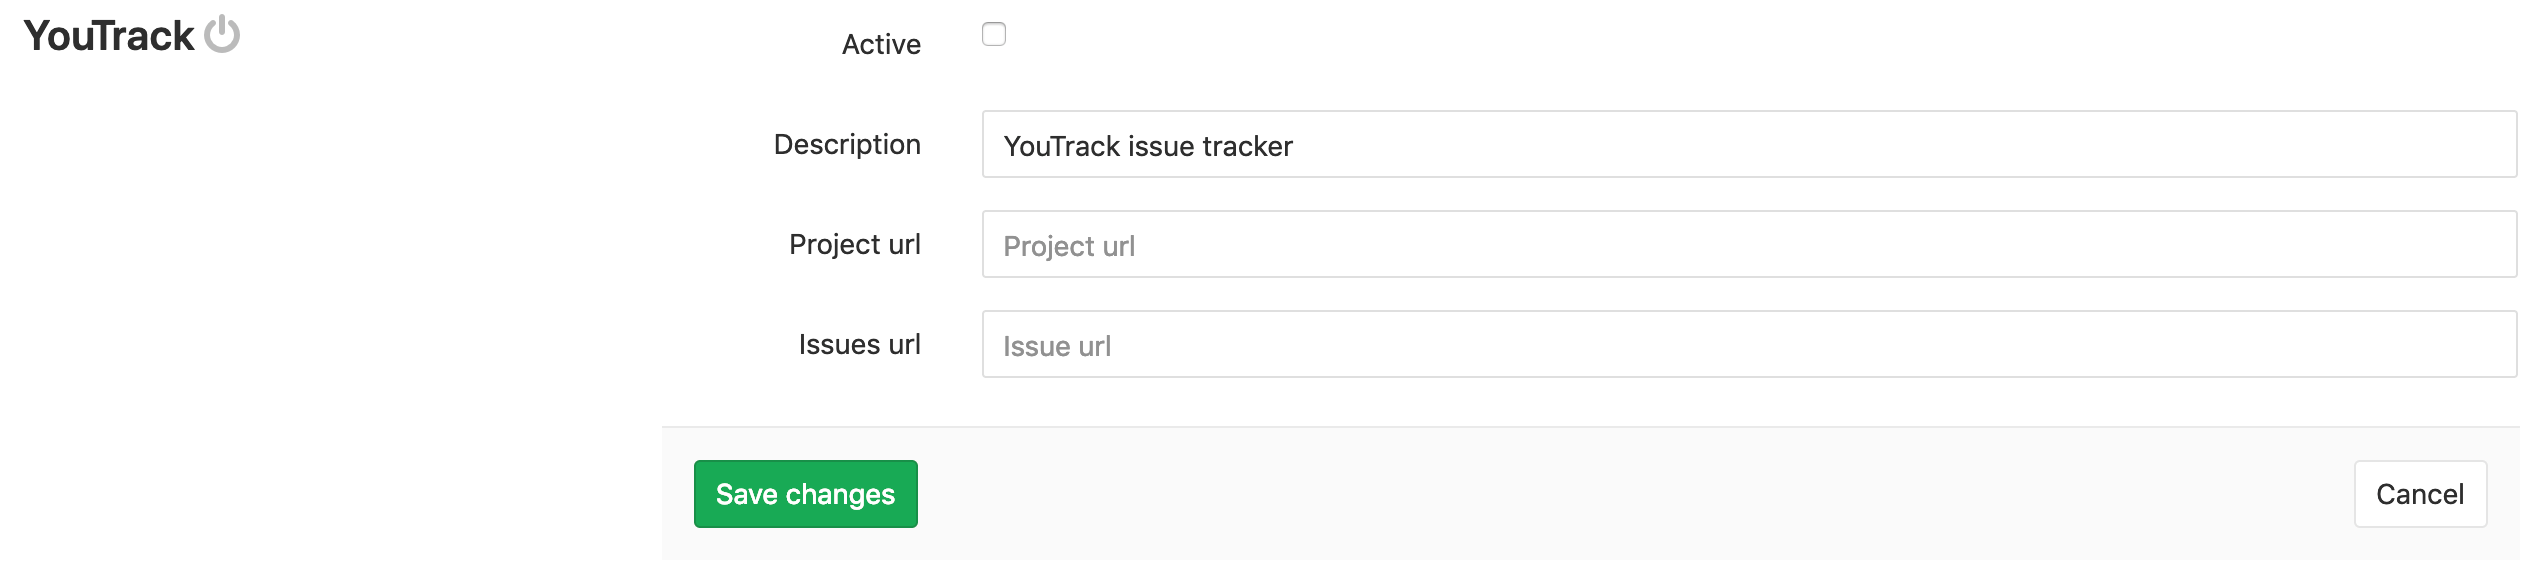 YouTrack
Active
Description
YouTrack issue tracker
Project url
Project url
Issues url
Issue url
Save changes
Cancel